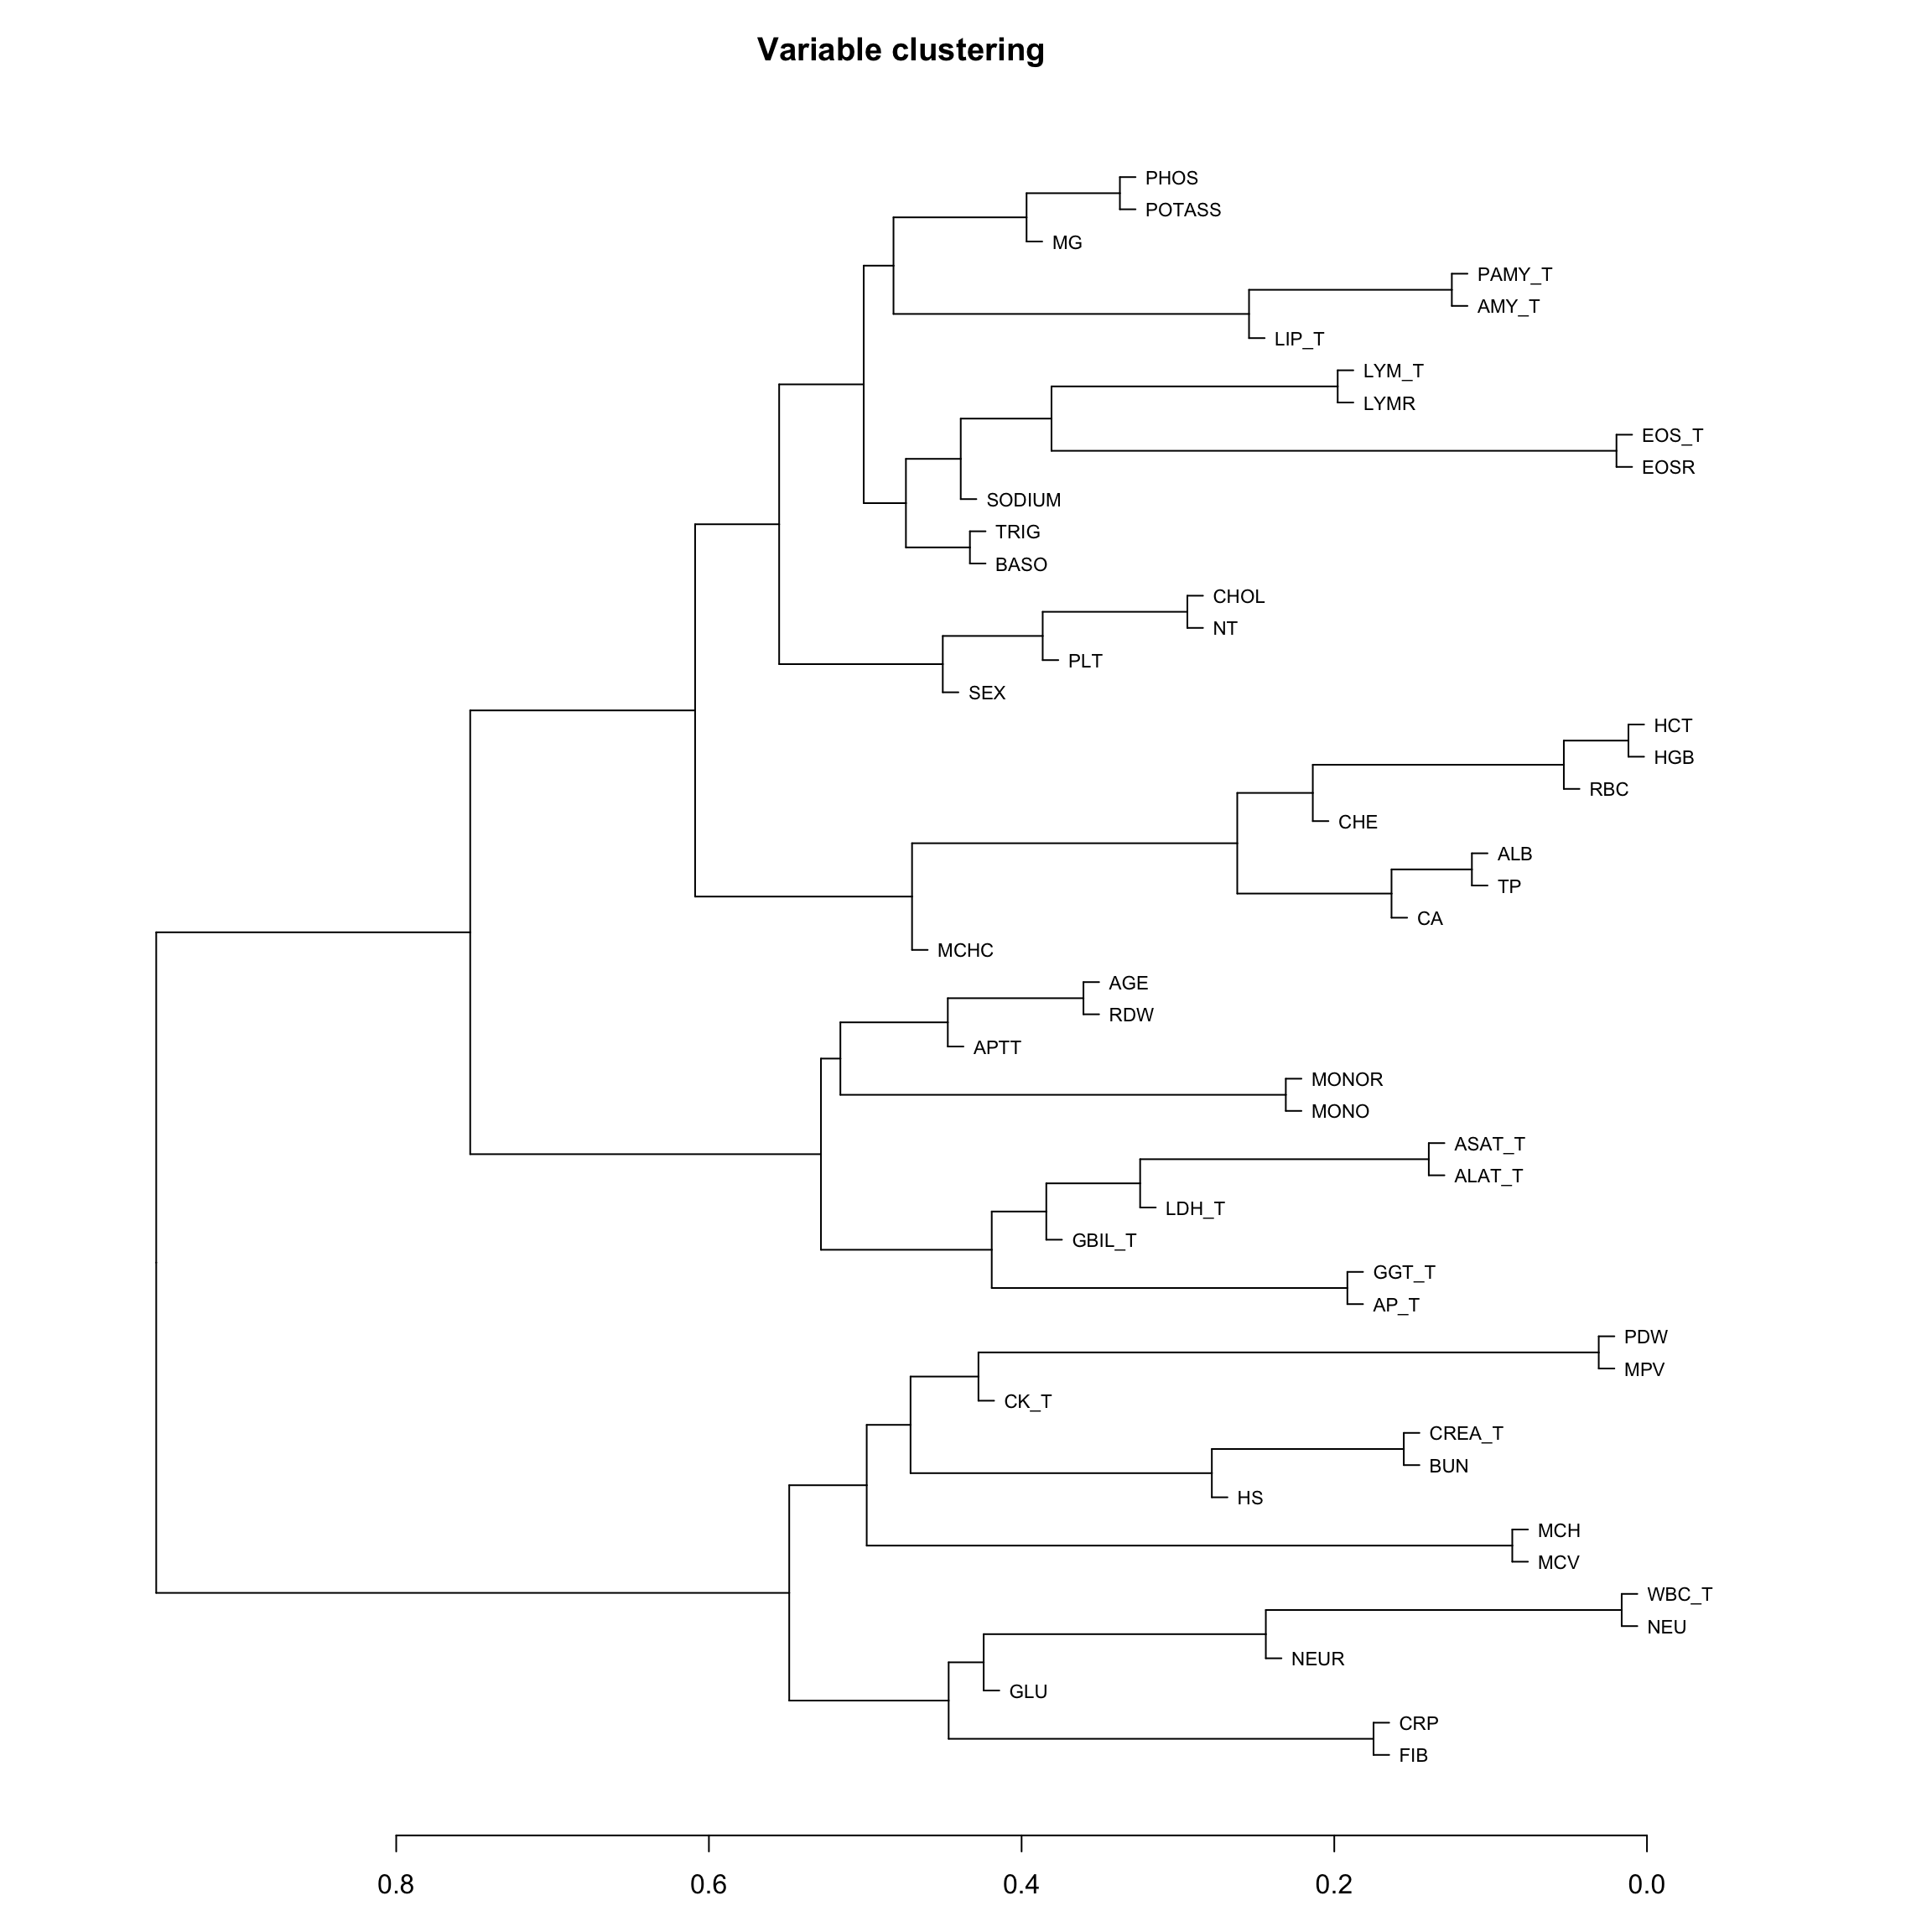 Variable clustering
PHOS
POTASS
MG
PAMY_T
AMY_T
LIP_T
LYM_T
LYMR
EOS_T
EOSR
SODIUM
TRIG
BASO
CHOL
NT
PLT
SEX
HCT
HGB
RBC
CHE
ALB
TP
CA
MCHC
AGE
RDW
APTT
MONOR
MONO
ASAT_T
ALAT_T
LDH_T
GBIL_T
GGT_T
AP_T
PDW
MPV
CK_T
CREA_T
BUN
HS
MCH
MCV
WBC_T
NEU
NEUR
GLU
CRP
FIB
0.8 0.6 0.4 0.2 0.0